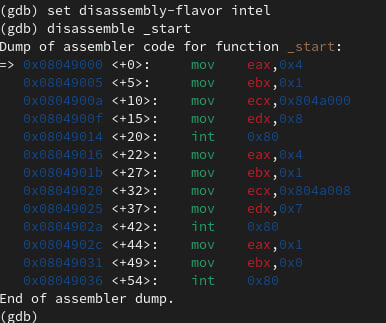 (gdb) set disassembly-flavor intel
(gdb) disassemble _start
Dump of assembler code for function _start:
=> 0x08049000 <+0>:     mov    eax,0x4
   0x08049005 <+5>:     mov    ebx,0x1
   0x0804900a <+10>:    mov    ecx,0x804a000
   0x0804900f <+15>:    mov    edx,0x8
   0x08049014 <+20>:    int    0x80
   0x08049016 <+22>:    mov    eax,0x4
   0x0804901b <+27>:    mov    ebx,0x1
   0x08049020 <+32>:    mov    ecx,0x804a008
   0x08049025 <+37>:    mov    edx,0x7
   0x0804902a <+42>:    int    0x80
   0x0804902c <+44>:    mov    eax,0x1
   0x08049031 <+49>:    mov    ebx,0x0
   0x08049036 <+54>:    int    0x80
End of assembler dump.
(gdb)